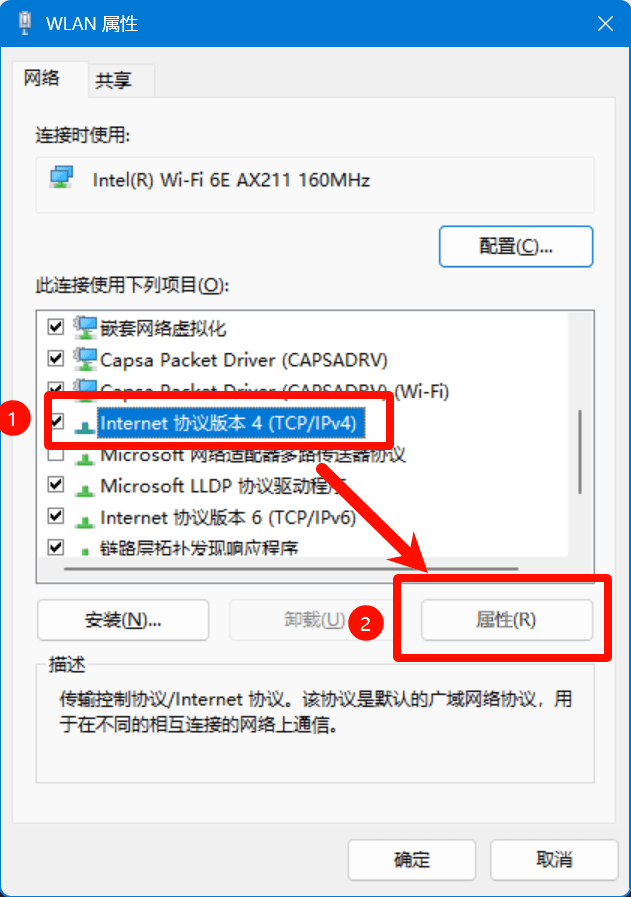 WLAN 属性
网络
共享
连接时使用:
Intel(R) Wi-Fi 6E AX211 160MHz
配置(C)...
此连接使用下列项目(O):
嵌套网络虚拟化
Capsa Packet Driver (CAPSADRV)
Capsa Packet Driver (CAPSADRV) (Wi-Fi)
1
Internet 协议版本 4 (TCP/IPv4)
Microsoft 网络适配器多路传送器协议
Microsoft LLDP 协议驱动程序
Internet 协议版本 6 (TCP/IPv6)
链路层拓扑发现响应程序
安装(N)...
卸载(U)
2
属性(R)
描述
传输控制协议/Internet 协议。该协议是默认的广域网络协议，用
于在不同的相互连接的网络上通信。
确定
取消